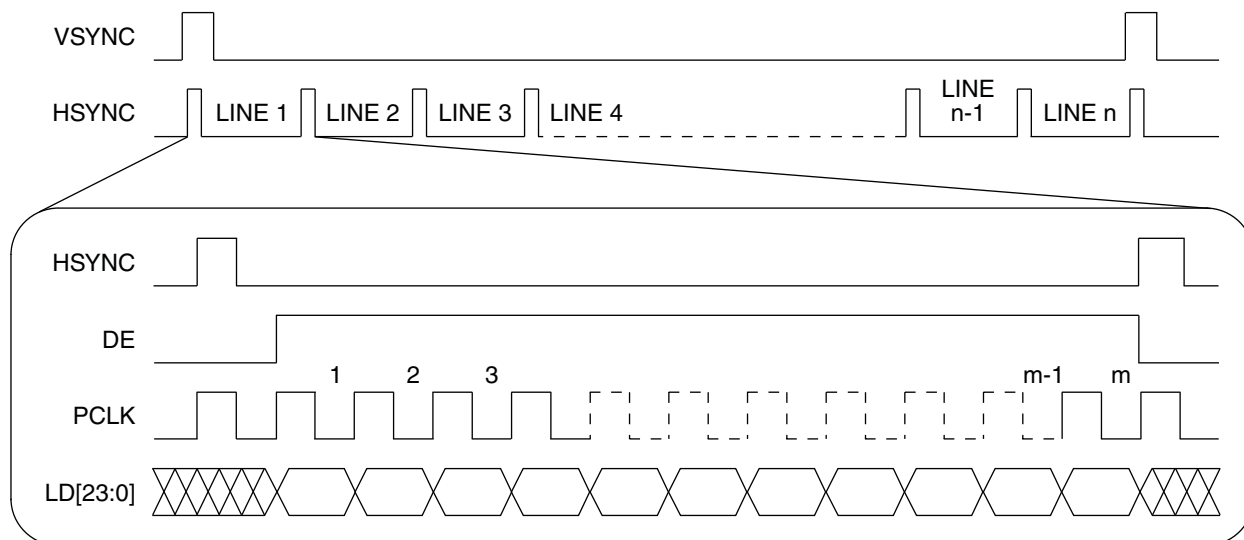 VSYNC
HSYNC LINE 1 LINE 2 LINE 3 LINE 4 LINE n-1 LINE n
HSYNC
DE
1 2 3 m-1 m
PCLK
LD[23:0]